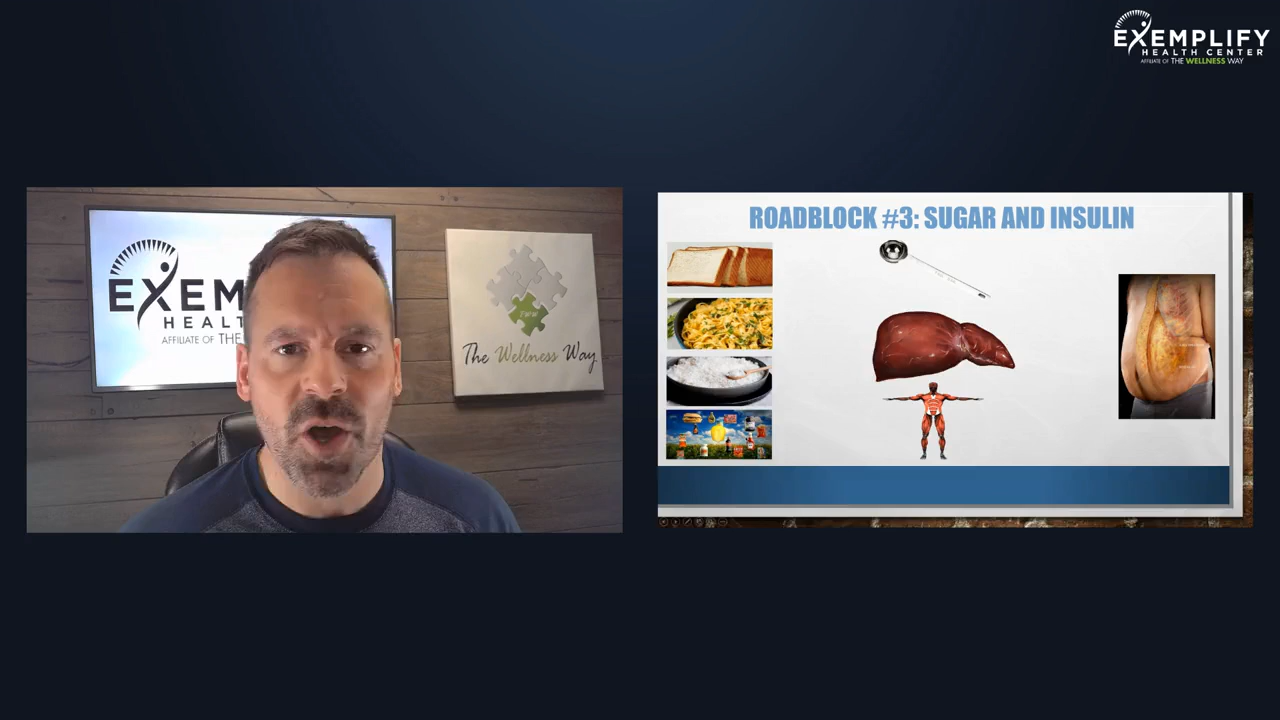 EXEMPLIFY
HEALTH CENTER
AFFILIATE OF THE WELLNESS WAY
EXEM
HEALT
AFFILIATE OF THE
TWW
The Wellness Way
ROADBLOCK #3: SUGAR AND INSULIN